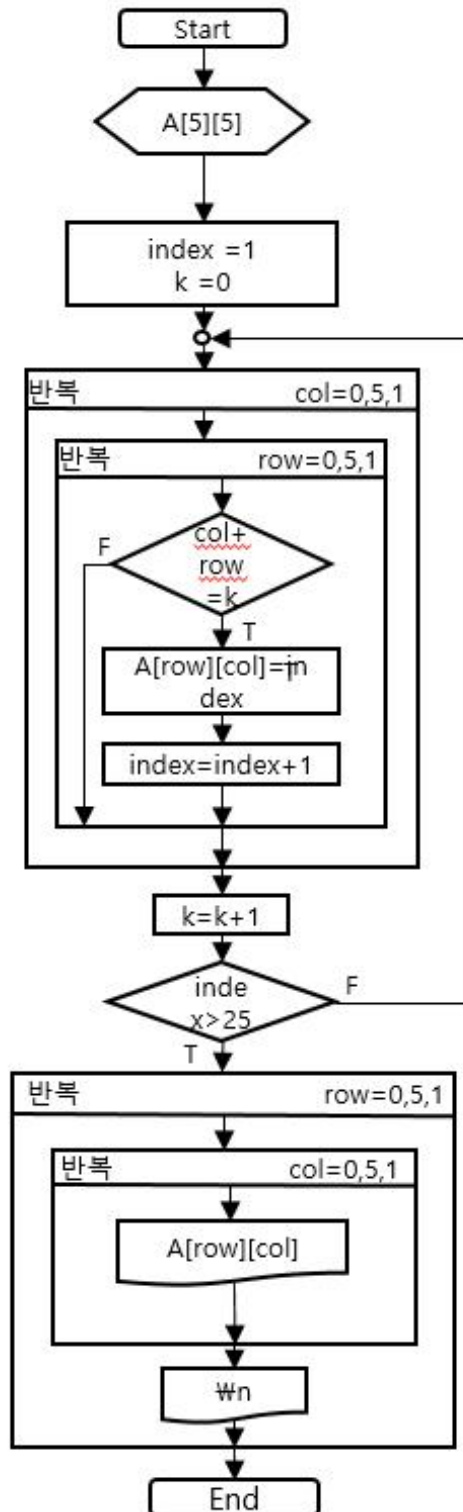 Start
A[5][5]
index =1
k =0
반복 col=0,5,1
반복 row=0,5,1
F
col+
row
=k
T
A[row][col]=in
dex
index=index+1
k=k+1
inde
x>25
F
T
반복 row=0,5,1
반복 col=0,5,1
A[row][col]
₩n
End